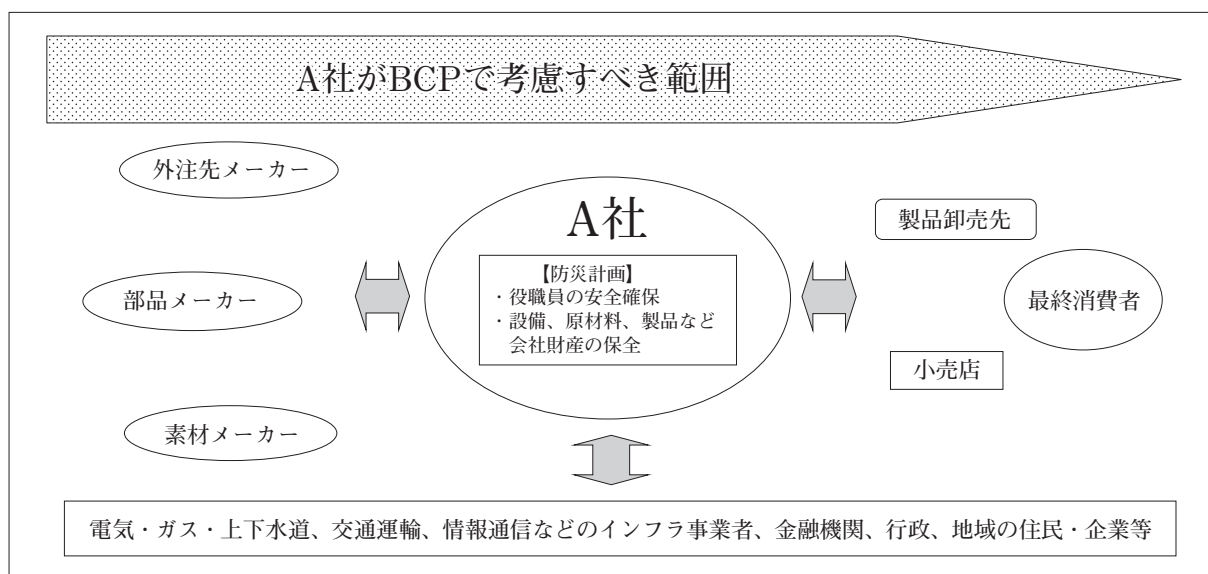 A社がBCPで考慮すべき範囲
外注先メーカー
部品メーカー
素材メーカー
A社
【防災計画】
・役職員の安全確保
・設備、原材料、製品など
会社財産の保全
製品卸売先
最終消費者
小売店
電気・ガス・上下水道、交通運輸、情報通信などのインフラ事業者、金融機関、行政、地域の住民・企業等